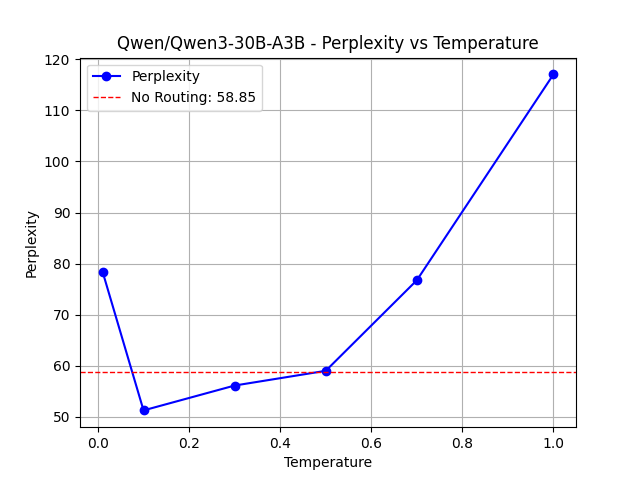 Qwen/Qwen3-30B-A3B - Perplexity vs Temperature
Perplexity
No Routing: 58.85
120
110
100
90
80
70
60
50
Perplexity
0.0 0.2 0.4 0.6 0.8 1.0
Temperature